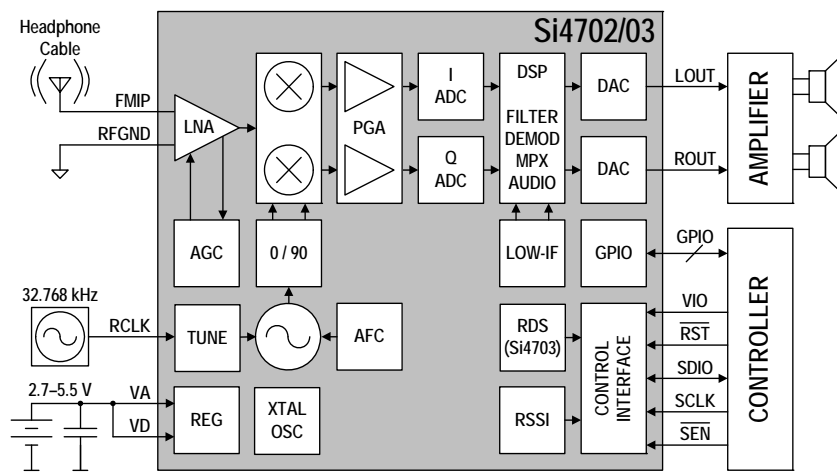 Si4702/03
Headphone
Cable
FMIP
RFGND
LNA
PGA
I
ADC
Q
ADC
DSP
FILTER
DEMOD
MPX
AUDIO
DAC
DAC
LOUT
ROUT
AMPLIFIER
AGC
0 / 90
LOW-IF
GPIO
GPIO
32.768 kHz
RCLK
TUNE
AFC
RDS
(Si4703)
CONTROL
INTERFACE
VIO
RST
SDIO
SCLK
SEN
CONTROLLER
2.7–5.5 V
VA
VD
REG
XTAL
OSC
RSSI